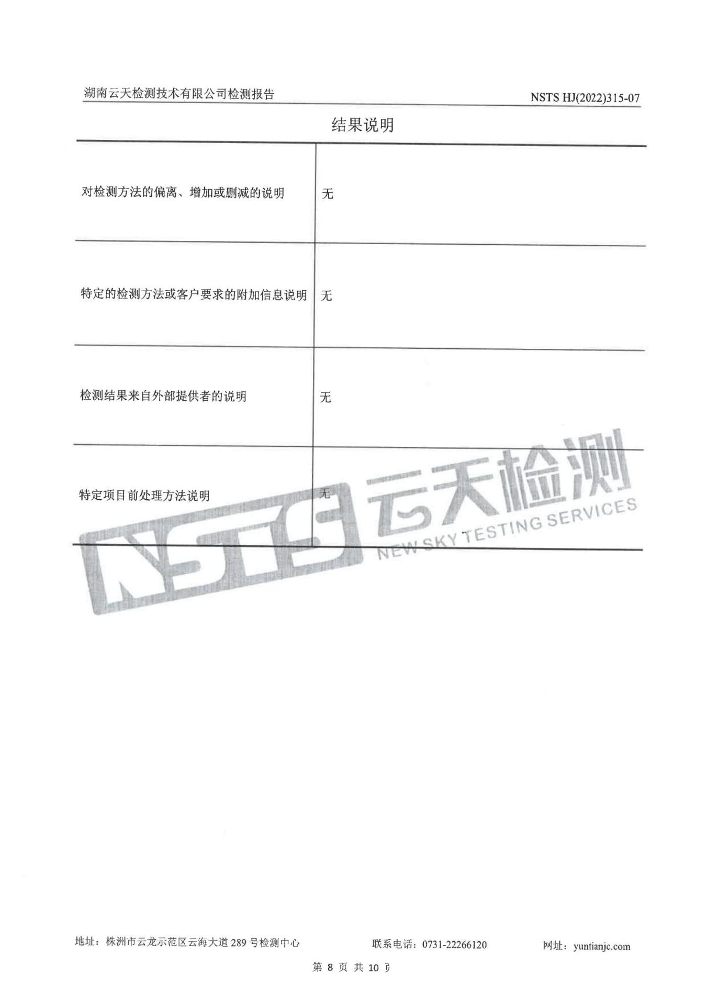 湖南云天检测技术有限公司检测报告
NSTS HJ(2022)315-07
结果说明
对检测方法的偏离、增加或删减的说明
无
特定的检测方法或客户要求的附加信息说明
无
检测结果来自外部提供者的说明
无
特定项目前处理方法说明
无
NSTS
云天检测
NEW SKY TESTING SERVICES
地址：株洲市云龙示范区云海大道 289 号检测中心
联系电话：0731-22266120
网址：yuntianjc.com
第 8 页 共 10